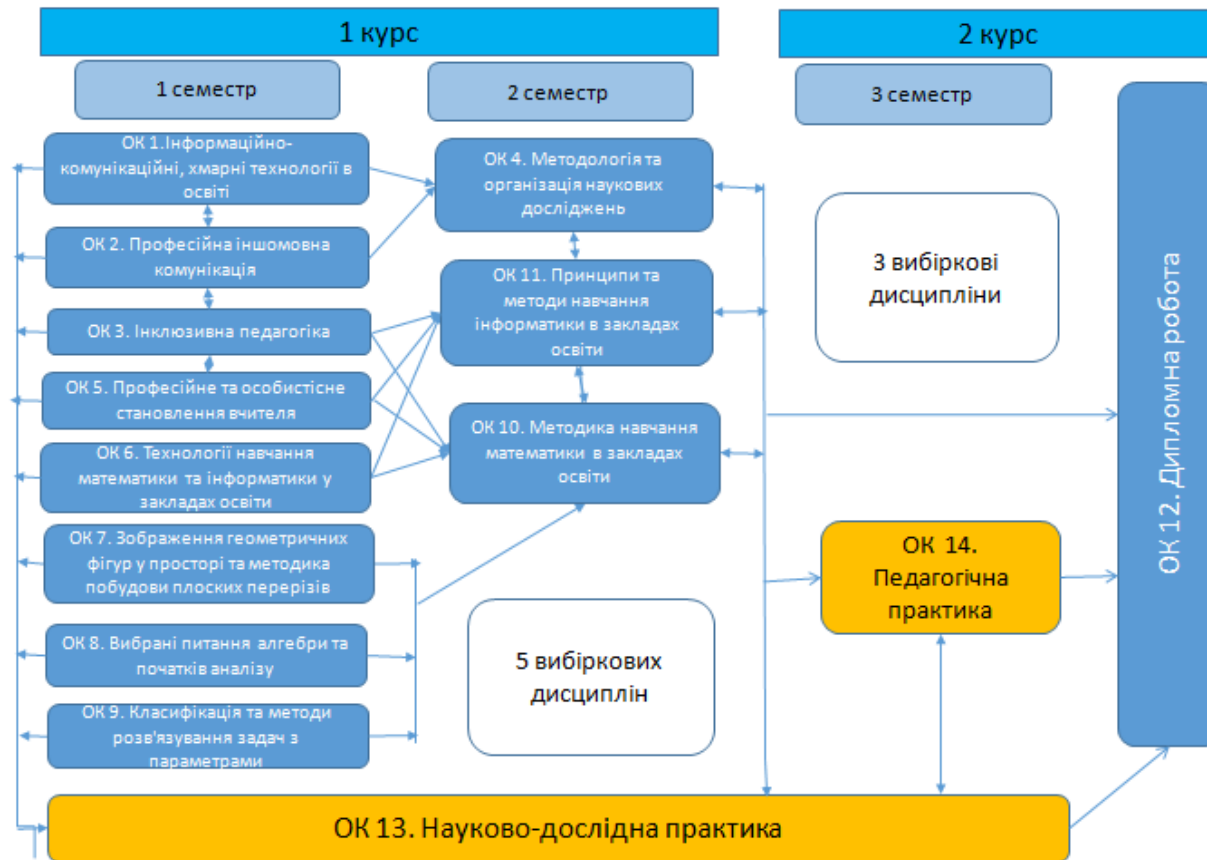 1 курс
2 курс
1 семестр
2 семестр
3 семестр
ОК 1.Інформаційно-
комунікаційні, хмарні технології в
освіті
ОК 2. Професійна іншомовна
комунікація
ОК 3. Інклюзивна педагогіка
ОК 5. Професійне та особистісне
становлення вчителя
ОК 6. Технології навчання
математики та інформатики у
закладах освіти
ОК 7. Зображення геометричних
фігур у просторі та методика
побудови плоских перерізів
ОК 8. Вибрані питання алгебри та
початків аналізу
ОК 9. Класифікація та методи
розв'язування задач з
параметрами
ОК 4. Методологія та
організація наукових
досліджень
ОК 11. Принципи та
методи навчання
інформатики в закладах
освіти
ОК 10. Методика навчання
математики в закладах
освіти
5 вибіркових
дисциплін
3 вибіркові
дисципліни
ОК 14.
Педагогічна
практика
ОК 12. Дипломна робота
ОК 13. Науково-дослідна практика